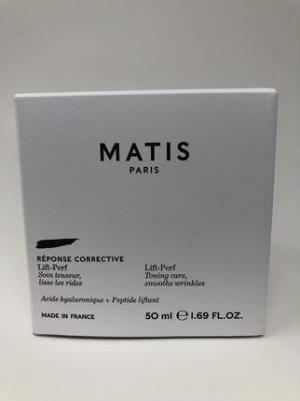 MATIS
PARIS
RÉPONSE CORRECTIVE
Lift-Perf
Soin tenseur,
lisse les rides
Lift-Perf
Toning care,
smooths wrinkles
Acide hyaluronique + Peptide liftant
MADE IN FRANCE
50 ml ℮ 1.69 FL.OZ.